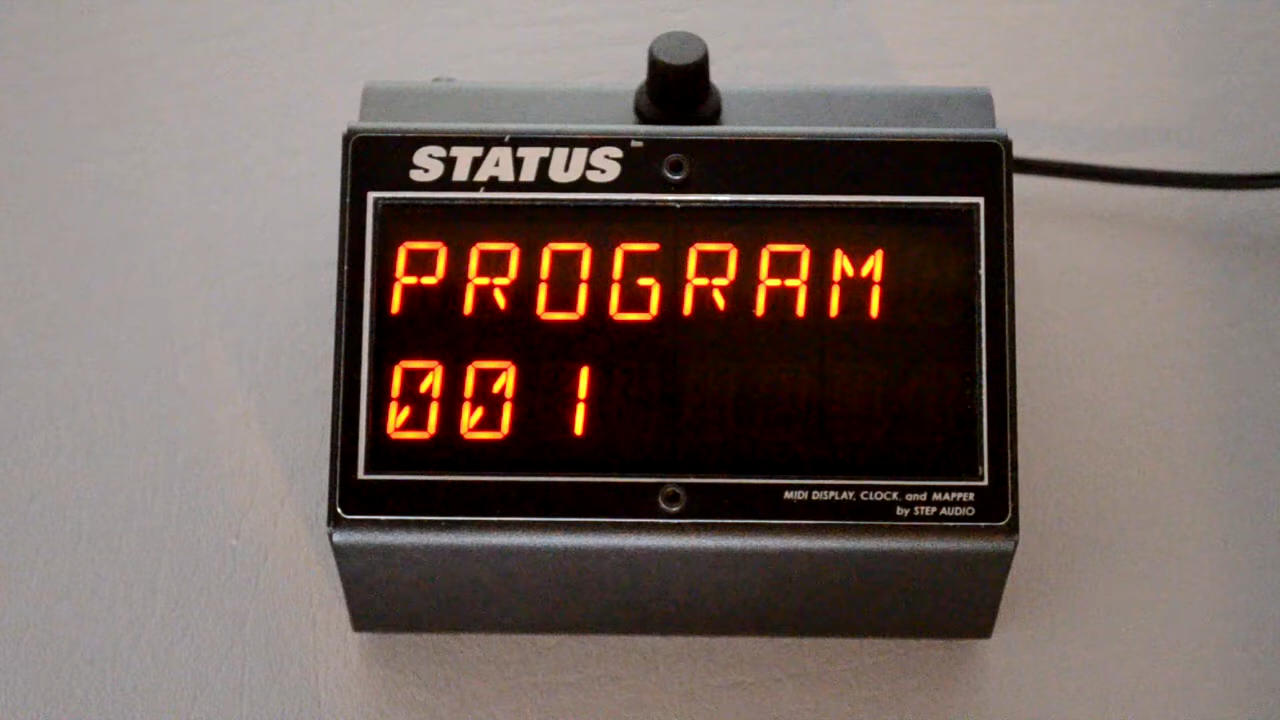 STATUS
PROGRAM
001
MIDI DISPLAY, CLOCK, and MAPPER
by STEP AUDIO